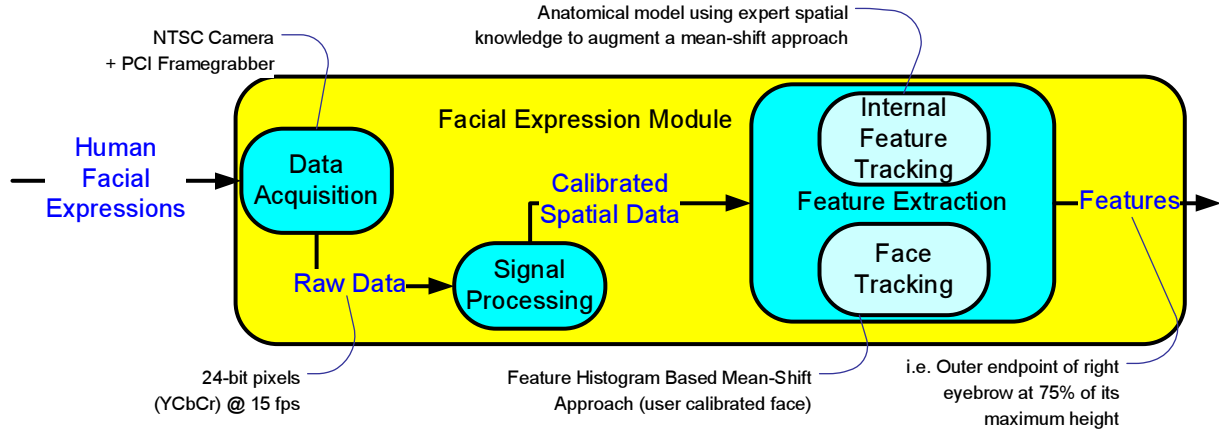 NTSC Camera
+ PCI Framegrabber
Anatomical model using expert spatial
knowledge to augment a mean-shift approach
Human
Facial
Expressions
Data
Acquisition
Facial Expression Module
Internal
Feature
Tracking
Calibrated
Spatial Data
Feature Extraction
Features
Raw Data
Signal
Processing
Face
Tracking
24-bit pixels
(YCbCr) @ 15 fps
Feature Histogram Based Mean-Shift
Approach (user calibrated face)
i.e. Outer endpoint of right
eyebrow at 75% of its
maximum height